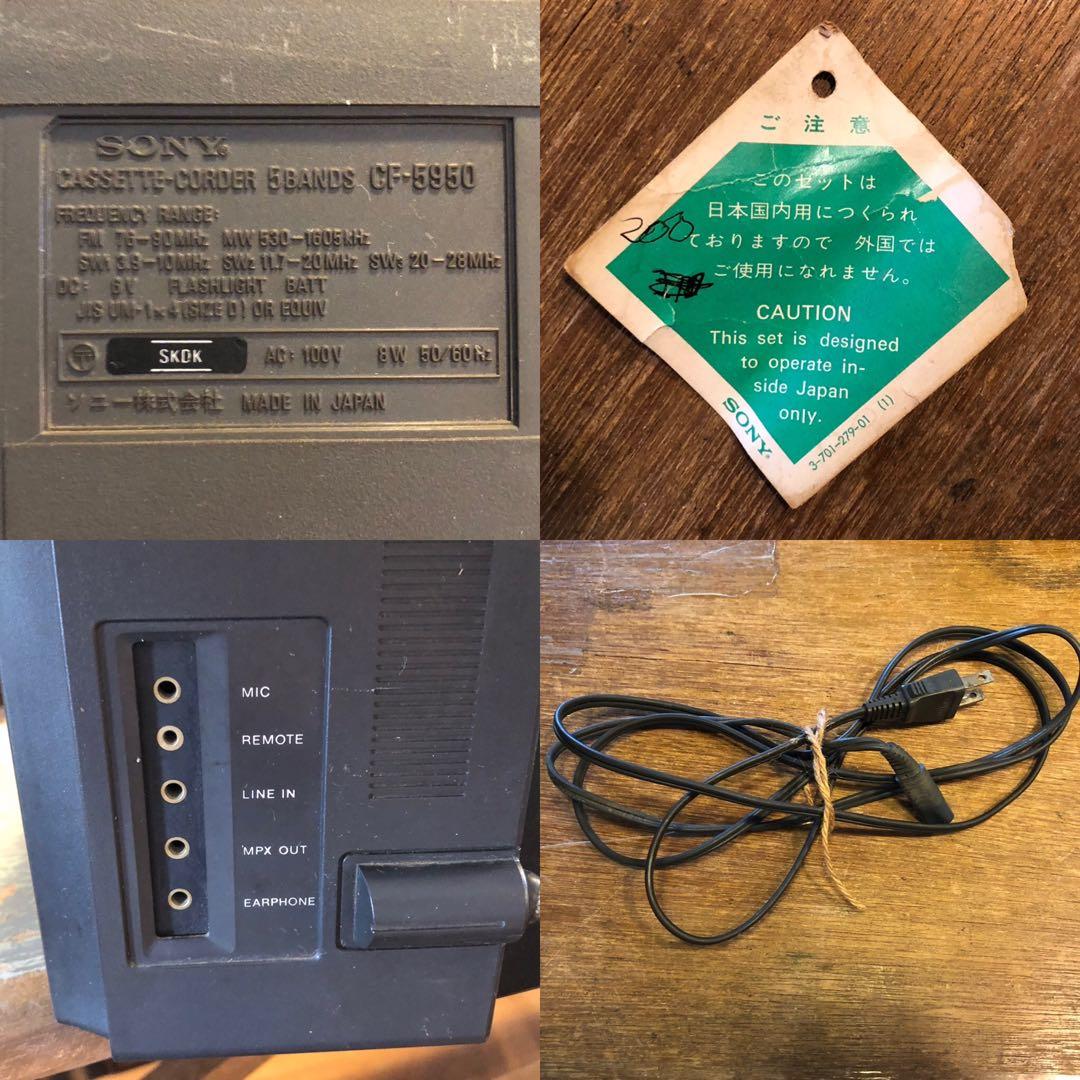 SONY
CASSETTE-CORDER 5 BANDS CF-5950
FREQUENCY RANGE:
FM 76-90MHz MW 530-1605kHz
SW1 3.9-10MHz SW2 11.7-20MHz SW3 20-28MHz
DC: 6V FLASHLIGHT BATT
JIS UM-1×4 (SIZE D) OR EQUIV
SKDK AC: 100V 8W 50/60Hz
ソニー株式会社 MADE IN JAPAN
ご注意
このセットは
日本国内用につくられ
ておりますので 外国では
ご使用になれません。
200
CAUTION
This set is designed
to operate in-
side Japan
only.
SONY
3-701-279-01 (1)
MIC
REMOTE
LINE IN
MPX OUT
EARPHONE